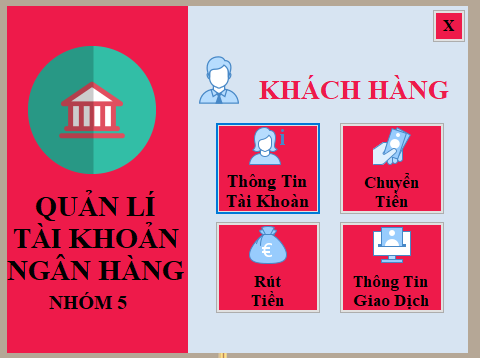 QUẢN LÍ
TÀI KHOẢN
NGÂN HÀNG
NHÓM 5
X
KHÁCH HÀNG
Thông Tin
Tài Khoản
Chuyển
Tiền
Rút
Tiền
Thông Tin
Giao Dịch